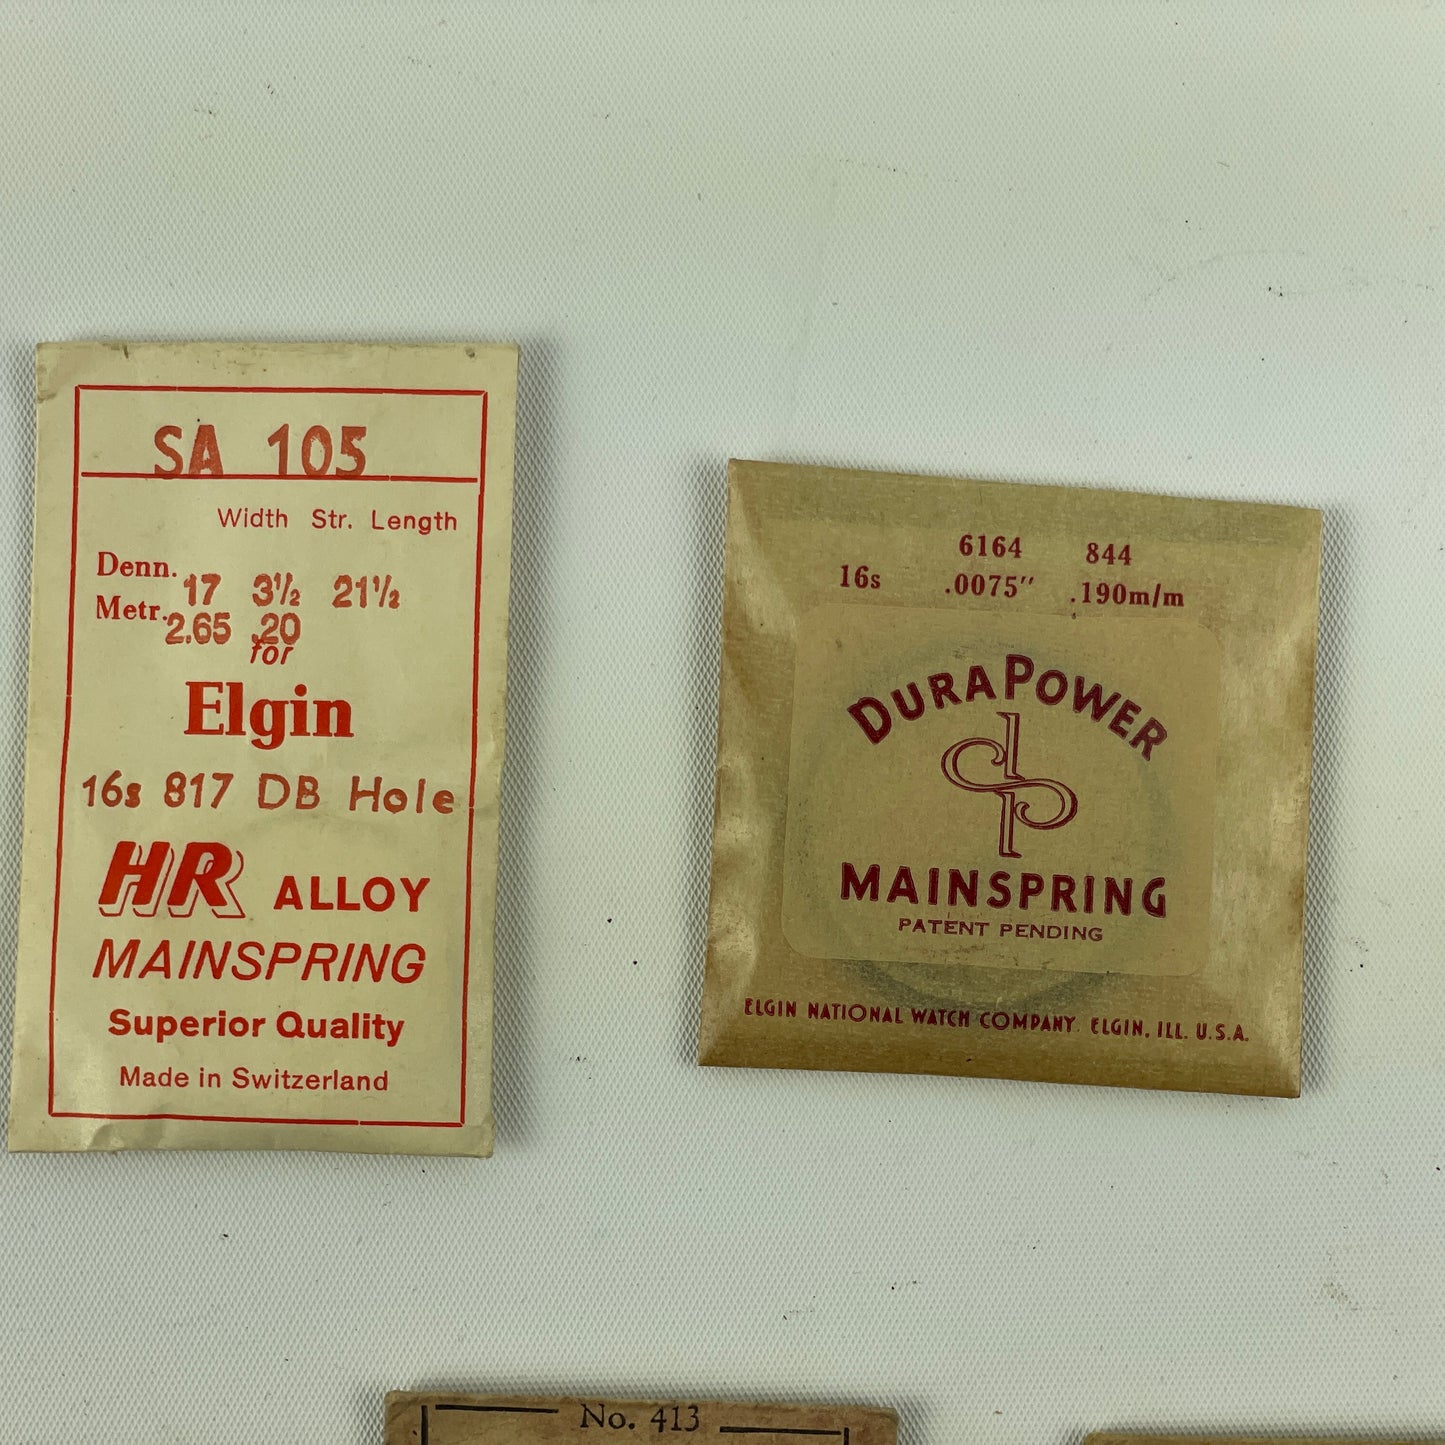 SA 105
Width Str. Length
Denn. 17 3½ 21½
Metr. 2.65 .20
for
Elgin
16s 817 DB Hole
HR ALLOY
MAINSPRING
Superior Quality
Made in Switzerland
6164 844
16s .0075" .190m/m
DURAPOWER
dp
MAINSPRING
PATENT PENDING
ELGIN NATIONAL WATCH COMPANY. ELGIN, ILL. U.S.A.
No. 413